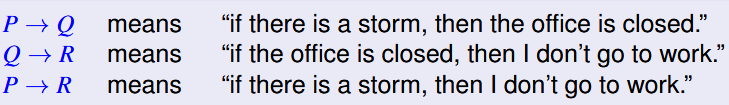 P → Q means “if there is a storm, then the office is closed.”
Q → R means “if the office is closed, then I don’t go to work.”
P → R means “if there is a storm, then I don’t go to work.”